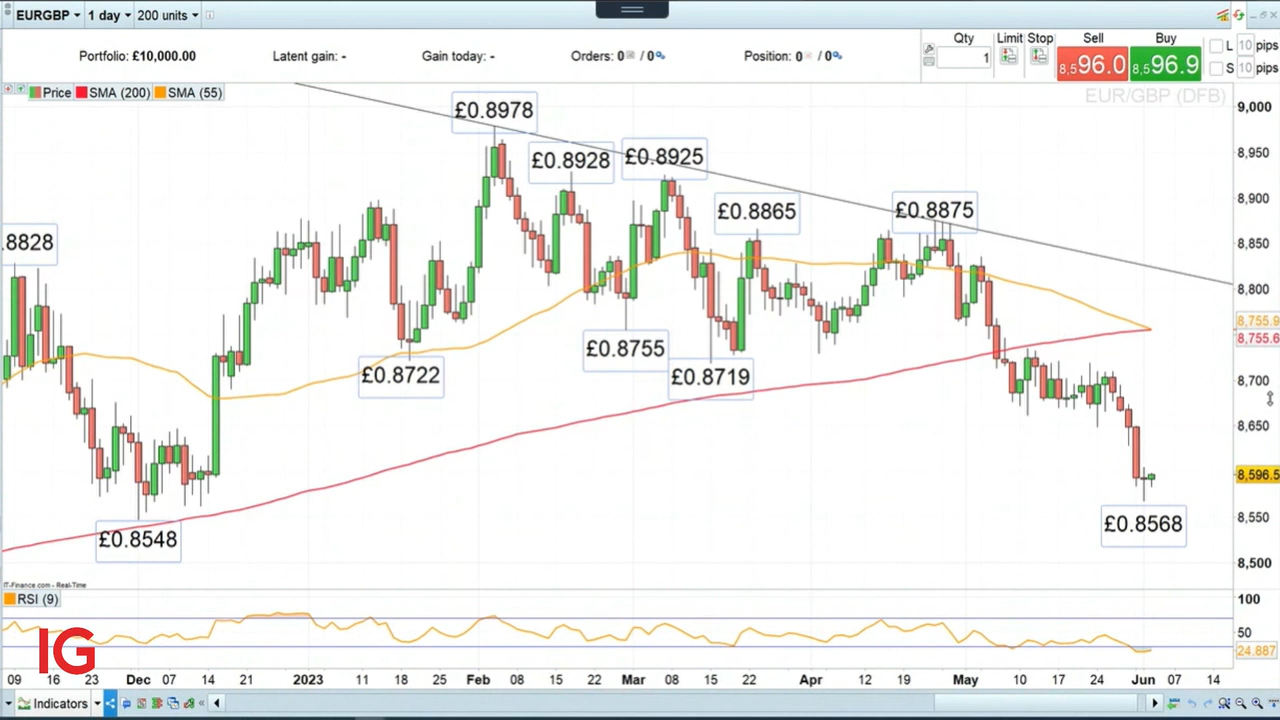 EURGBP 1 day 200 units
Portfolio: £10,000.00 Latent gain: - Gain today: - Orders: 0 / 0 Position: 0 / 0
Qty Limit Stop Sell Buy
1 8,596.0 8,596.9
L 10 pips
S 10 pips
Price SMA (200) SMA (55)
EUR/GBP (DFB)
£0.8978
£0.8928
£0.8925
£0.8865
£0.8875
.8828
£0.8755
£0.8722
£0.8719
£0.8548
£0.8568
9,000
8,950
8,900
8,850
8,800
8,755.9
8,755.6
8,700
8,650
8,596.5
8,550
8,500
IT-Finance.com - Real-Time
RSI (9)
100
50
24.887
IG
09 16 23 Dec 07 14 21 2023 11 18 25 Feb 08 15 22 Mar 08 15 22 Apr 12 19 May 10 17 24 Jun 07 14
Indicators